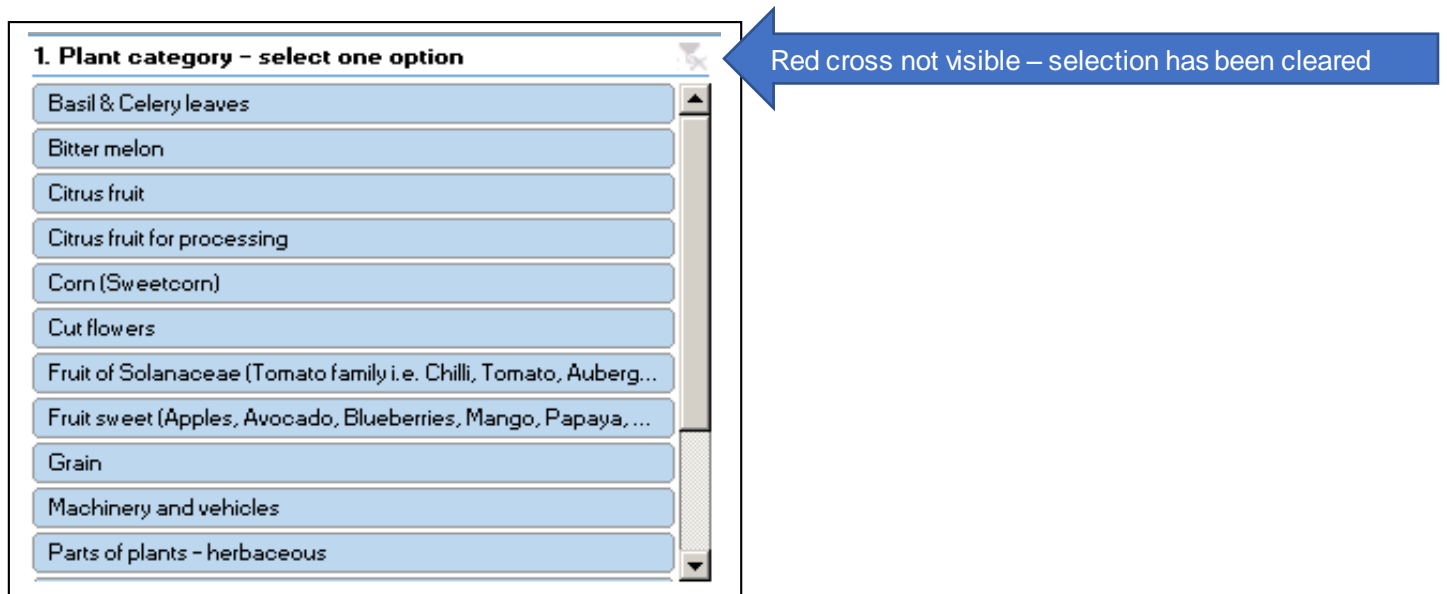 1. Plant category – select one option
Red cross not visible – selection has been cleared
Basil & Celery leaves
Bitter melon
Citrus fruit
Citrus fruit for processing
Corn (Sweetcorn)
Cut flowers
Fruit of Solanaceae (Tomato family i.e. Chilli, Tomato, Auberg...
Fruit sweet (Apples, Avocado, Blueberries, Mango, Papaya, ...
Grain
Machinery and vehicles
Parts of plants – herbaceous